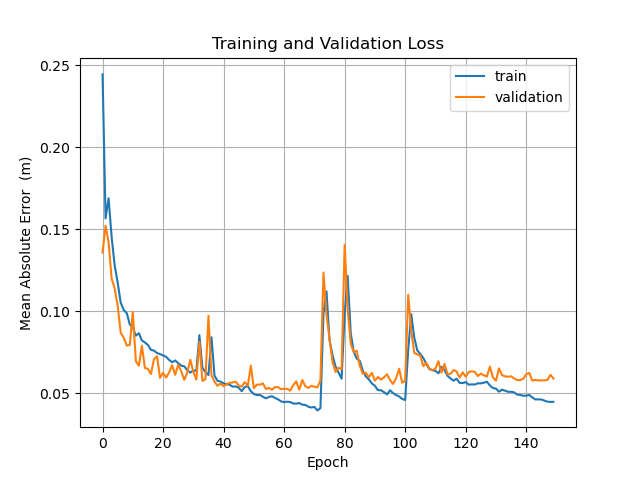 Training and Validation Loss
0.25
0.20
0.15
0.10
0.05
Mean Absolute Error  (m)
train
validation
0 20 40 60 80 100 120 140
Epoch